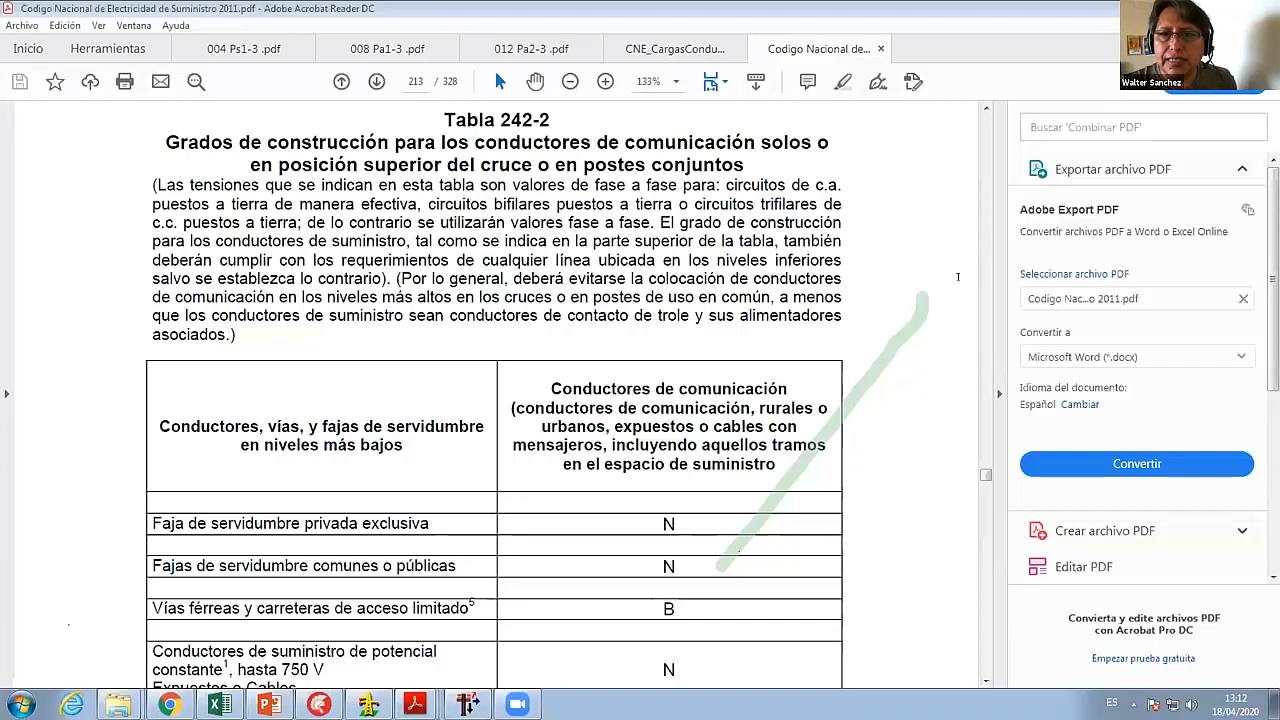 Codigo Nacional de Electricidad de Suministro 2011.pdf - Adobe Acrobat Reader DC
Archivo Edición Ver Ventana Ayuda
Inicio Herramientas 004 Ps1-3 .pdf 008 Pa1-3 .pdf 012 Pa2-3 .pdf CNE_CargasCondu... Codigo Nacional de... ×
213 / 328 133%
Walter Sanchez
Tabla 242-2
Grados de construcción para los conductores de comunicación solos o
en posición superior del cruce o en postes conjuntos
(Las tensiones que se indican en esta tabla son valores de fase a fase para: circuitos de c.a.
puestos a tierra de manera efectiva, circuitos bifilares puestos a tierra o circuitos trifilares de
c.c. puestos a tierra; de lo contrario se utilizarán valores fase a fase. El grado de construcción
para los conductores de suministro, tal como se indica en la parte superior de la tabla, también
deberán cumplir con los requerimientos de cualquier línea ubicada en los niveles inferiores
salvo se establezca lo contrario). (Por lo general, deberá evitarse la colocación de conductores
de comunicación en los niveles más altos en los cruces o en postes de uso en común, a menos
que los conductores de suministro sean conductores de contacto de trole y sus alimentadores
asociados.)
Conductores, vías, y fajas de servidumbre
en niveles más bajos
Conductores de comunicación
(conductores de comunicación, rurales o
urbanos, expuestos o cables con
mensajeros, incluyendo aquellos tramos
en el espacio de suministro
Faja de servidumbre privada exclusiva N
Fajas de servidumbre comunes o públicas N
Vías férreas y carreteras de acceso limitado5 B
Conductores de suministro de potencial
constante1, hasta 750 V N
Expuestos o Cables
Buscar 'Combinar PDF'
Exportar archivo PDF
Adobe Export PDF
Convertir archivos PDF a Word o Excel Online
Seleccionar archivo PDF
Codigo Nac...o 2011.pdf
Convertir a
Microsoft Word (*.docx)
Idioma del documento:
Español Cambiar
Convertir
Crear archivo PDF
Editar PDF
Convierta y edite archivos PDF
con Acrobat Pro DC
Empezar prueba gratuita
ES 13:12
18/04/2020